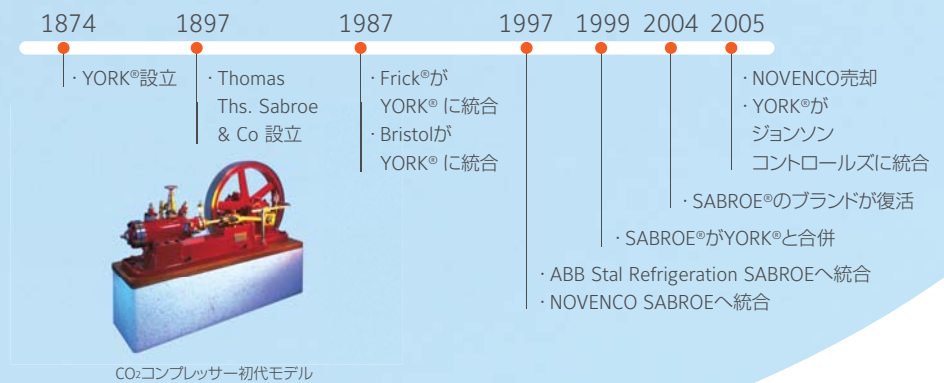 1874
1897
1987
1997
1999
2004
2005
· YORK®設立
· Thomas
Ths. Sabroe
& Co 設立
· Frick®が
YORK® に統合
· Bristolが
YORK® に統合
· NOVENCO売却
· YORK®が
ジョンソン
コントロールズに統合
· SABROE®のブランドが復活
· SABROE®がYORK®と合併
· ABB Stal Refrigeration SABROEへ統合
· NOVENCO SABROEへ統合
CO₂コンプレッサー初代モデル